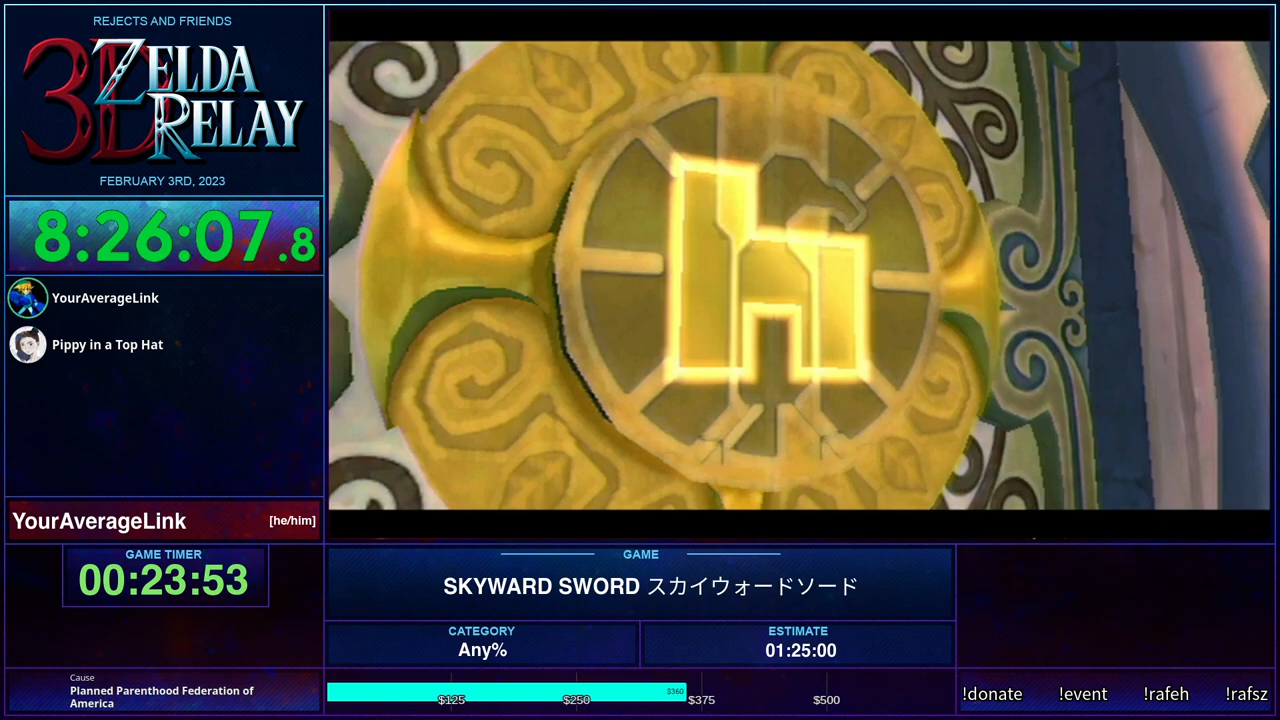 REJECTS AND FRIENDS
3D ZELDA
RELAY
FEBRUARY 3RD, 2023
8:26:07.8
YourAverageLink
Pippy in a Top Hat
YourAverageLink [he/him]
GAME TIMER
00:23:53
GAME
SKYWARD SWORD スカイウォードソード
CATEGORY
Any%
ESTIMATE
01:25:00
Cause
Planned Parenthood Federation of
America
$360
$125 $250 $375 $500
!donate !event !rafeh !rafsz